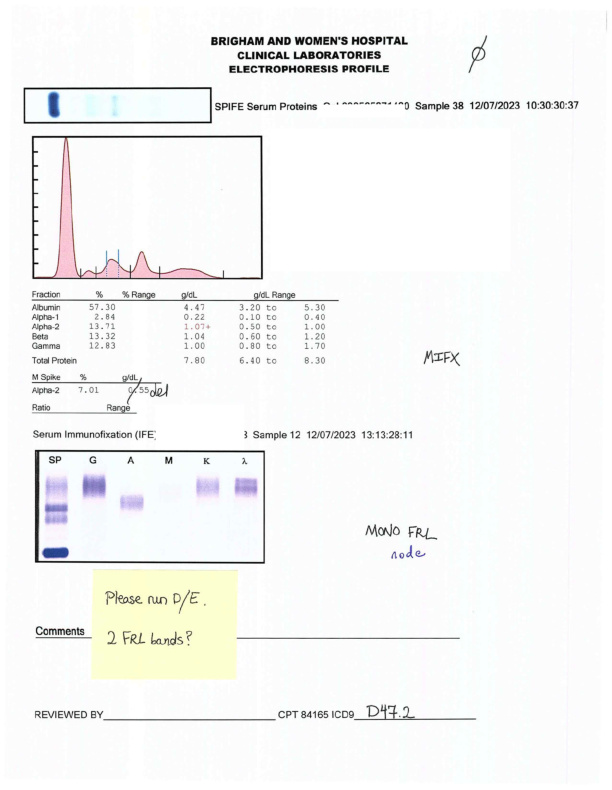 BRIGHAM AND WOMEN'S HOSPITAL
CLINICAL LABORATORIES
ELECTROPHORESIS PROFILE
Ø
SPIFE Serum Proteins Sample 38 12/07/2023 10:30:30:37
Fraction % % Range g/dL g/dL Range
Albumin 57.30 4.47 3.20 to 5.30
Alpha-1 2.84 0.22 0.10 to 0.40
Alpha-2 13.71 1.07+ 0.50 to 1.00
Beta 13.32 1.04 0.60 to 1.20
Gamma 12.83 1.00 0.80 to 1.70
Total Protein 7.80 6.40 to 8.30
MIFX
M Spike % g/dL
Alpha-2 7.01 0.55 del
Ratio Range
Serum Immunofixation (IFE) Sample 12 12/07/2023 13:13:28:11
SP G A M K λ
MONO FRL
node
Please run D/E.
2 FRL bands?
Comments
REVIEWED BY CPT 84165 ICD9 D47.2